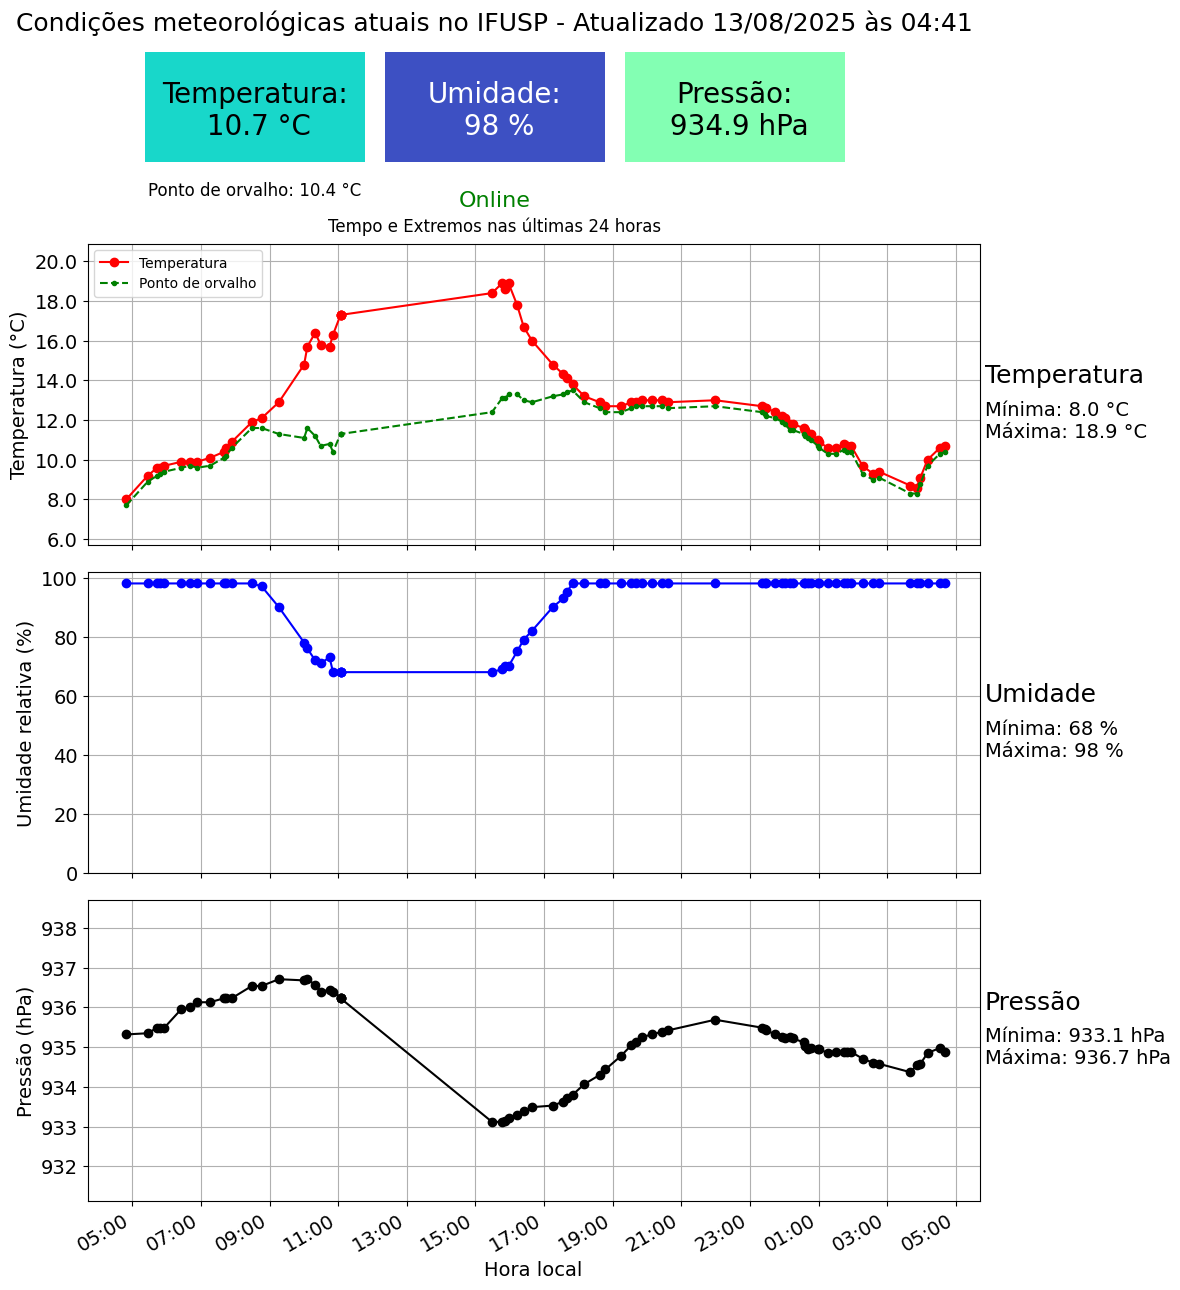 Condições meteorológicas atuais no IFUSP - Atualizado 13/08/2025 às 04:41
Temperatura:
10.7 °C
Umidade:
98 %
Pressão:
934.9 hPa
Ponto de orvalho: 10.4 °C
Online
Tempo e Extremos nas últimas 24 horas
Temperatura
Ponto de orvalho
Temperatura (°C)
20.0
18.0
16.0
14.0
12.0
10.0
8.0
6.0
Temperatura
Mínima: 8.0 °C
Máxima: 18.9 °C
Umidade relativa (%)
100
80
60
40
20
0
Umidade
Mínima: 68 %
Máxima: 98 %
Pressão (hPa)
938
937
936
935
934
933
932
Pressão
Mínima: 933.1 hPa
Máxima: 936.7 hPa
05:00 07:00 09:00 11:00 13:00 15:00 17:00 19:00 21:00 23:00 01:00 03:00 05:00
Hora local